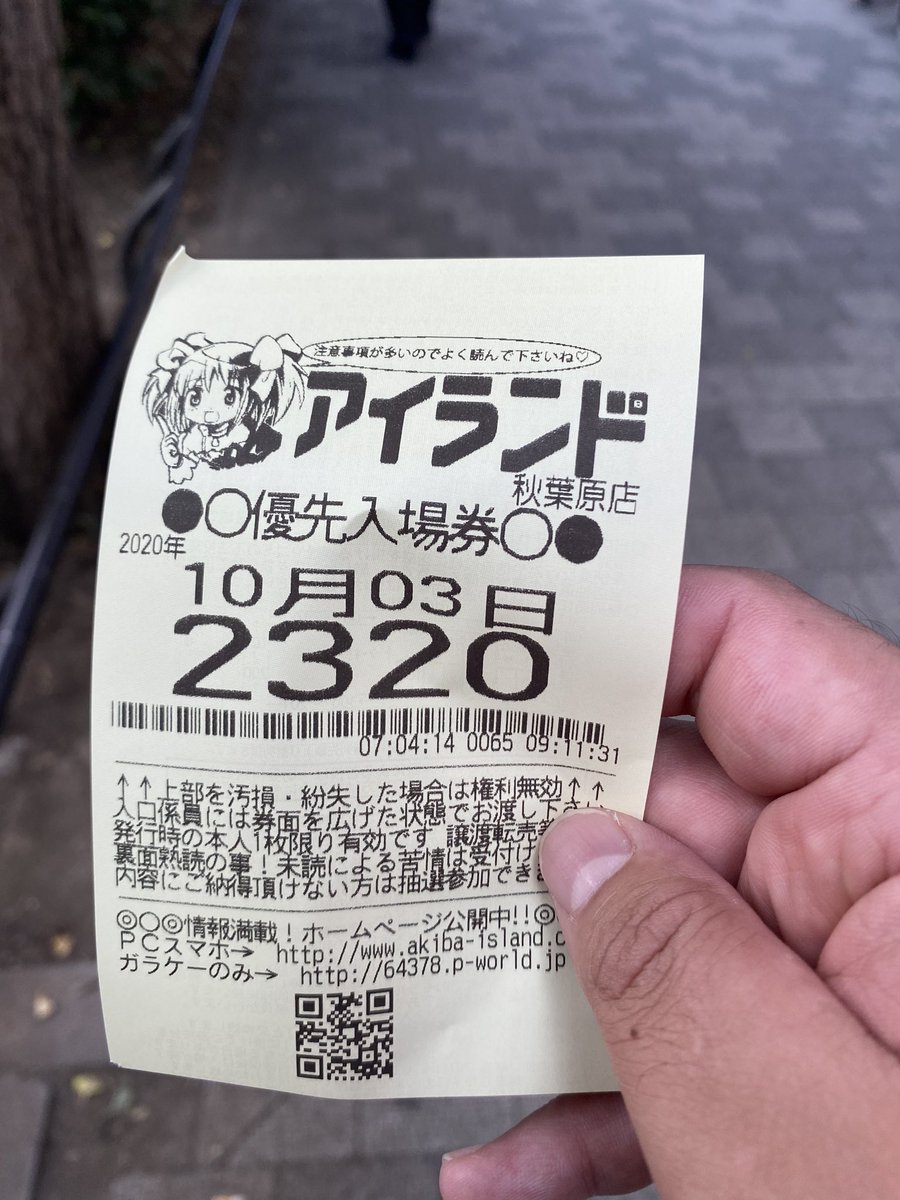 注意事項が多いのでよく読んで下さいね♡
アイランド
秋葉原店
●○優先入場券○●
2020年
10月03日
2320
07:04:14 0065 09:11:31
↑↑上部を汚損・紛失した場合は権利無効↑↑
入口係員には券面を広げた状態でお渡し下さい
発行時の本人1枚限り有効です 譲渡転売
裏面熟読の事!未読による苦情は受付け
内容にご納得頂けない方は抽選参加でき
◎○◎情報満載!ホームページ公開中!!◎
PCスマホ→ http://www.akiba-island.c
ガラケーのみ→ http://64378.p-world.jp